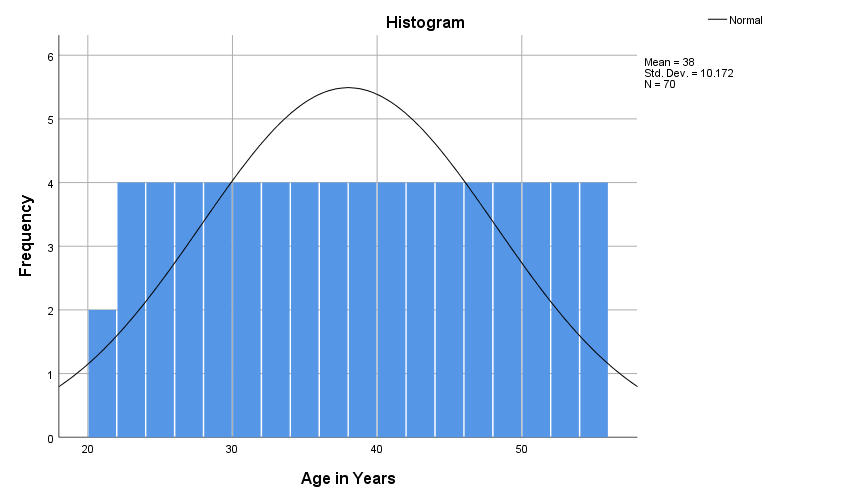 Histogram
Normal
Mean = 38
Std. Dev. = 10.172
N = 70
Frequency
6
5
4
3
2
1
0
20 30 40 50
Age in Years